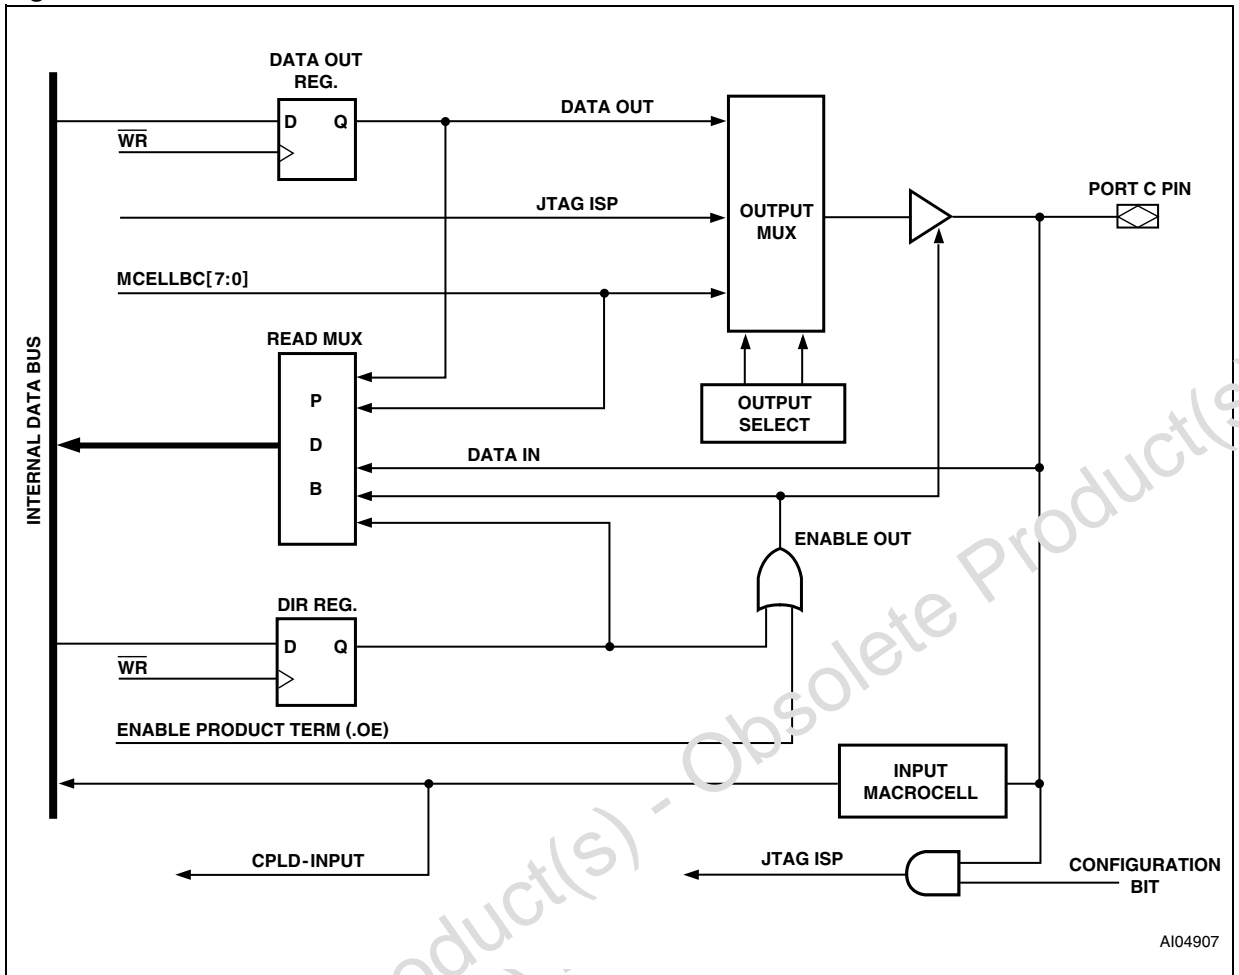 DATA OUT
REG.
D Q
DATA OUT
WR
JTAG ISP
OUTPUT
MUX
PORT C PIN
MCELLBC[7:0]
READ MUX
P
D
B
OUTPUT
SELECT
DATA IN
INTERNAL DATA BUS
ENABLE OUT
DIR REG.
D Q
WR
ENABLE PRODUCT TERM (.OE)
INPUT
MACROCELL
CPLD-INPUT
JTAG ISP
CONFIGURATION
BIT
AI04907
Obsolete Product(s) - Obsolete Product(s)